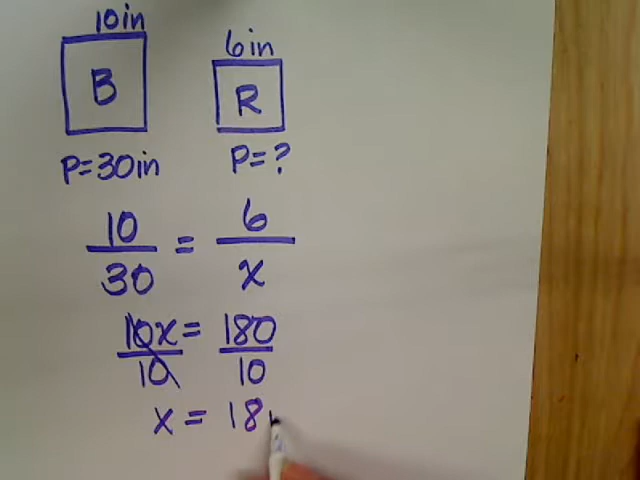 10in
6in
B
R
P=30in
P=?
10/30 = 6/x
10x/10 = 180/10
x = 18